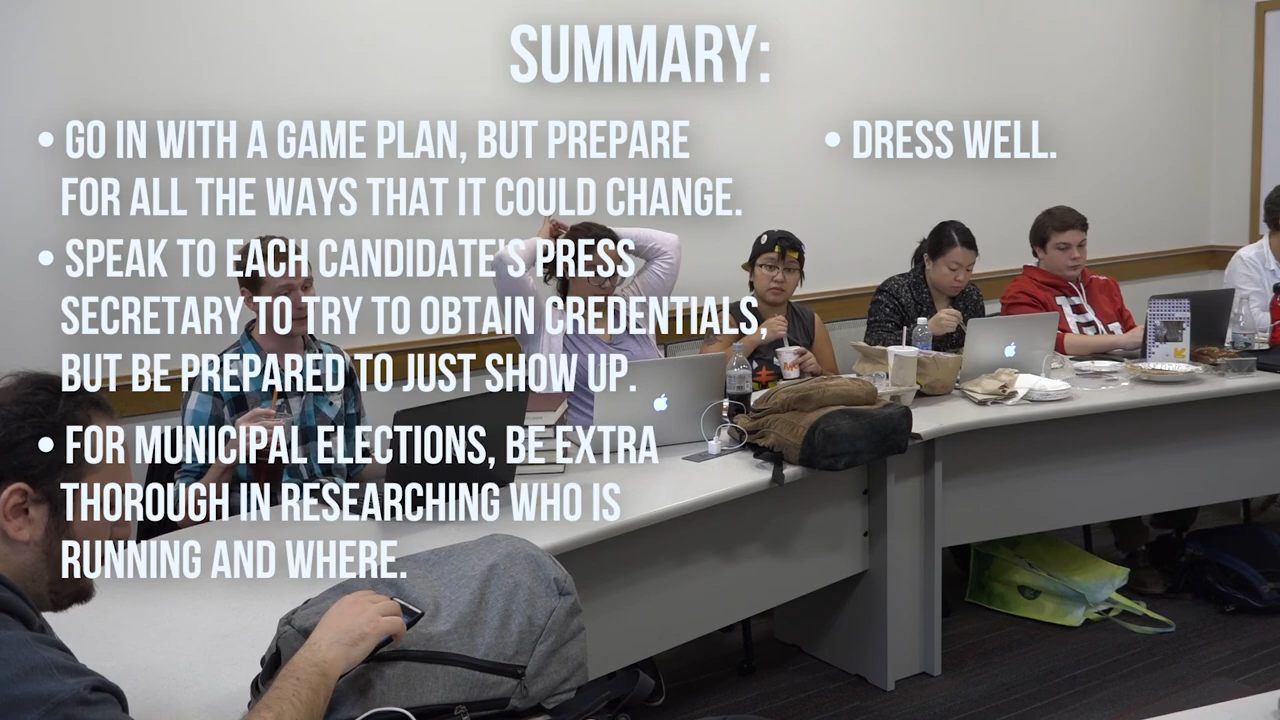 SUMMARY:
• GO IN WITH A GAME PLAN, BUT PREPARE
FOR ALL THE WAYS THAT IT COULD CHANGE.
• SPEAK TO EACH CANDIDATE'S PRESS
SECRETARY TO TRY TO OBTAIN CREDENTIALS,
BUT BE PREPARED TO JUST SHOW UP.
• FOR MUNICIPAL ELECTIONS, BE EXTRA
THOROUGH IN RESEARCHING WHO IS
RUNNING AND WHERE.
• DRESS WELL.